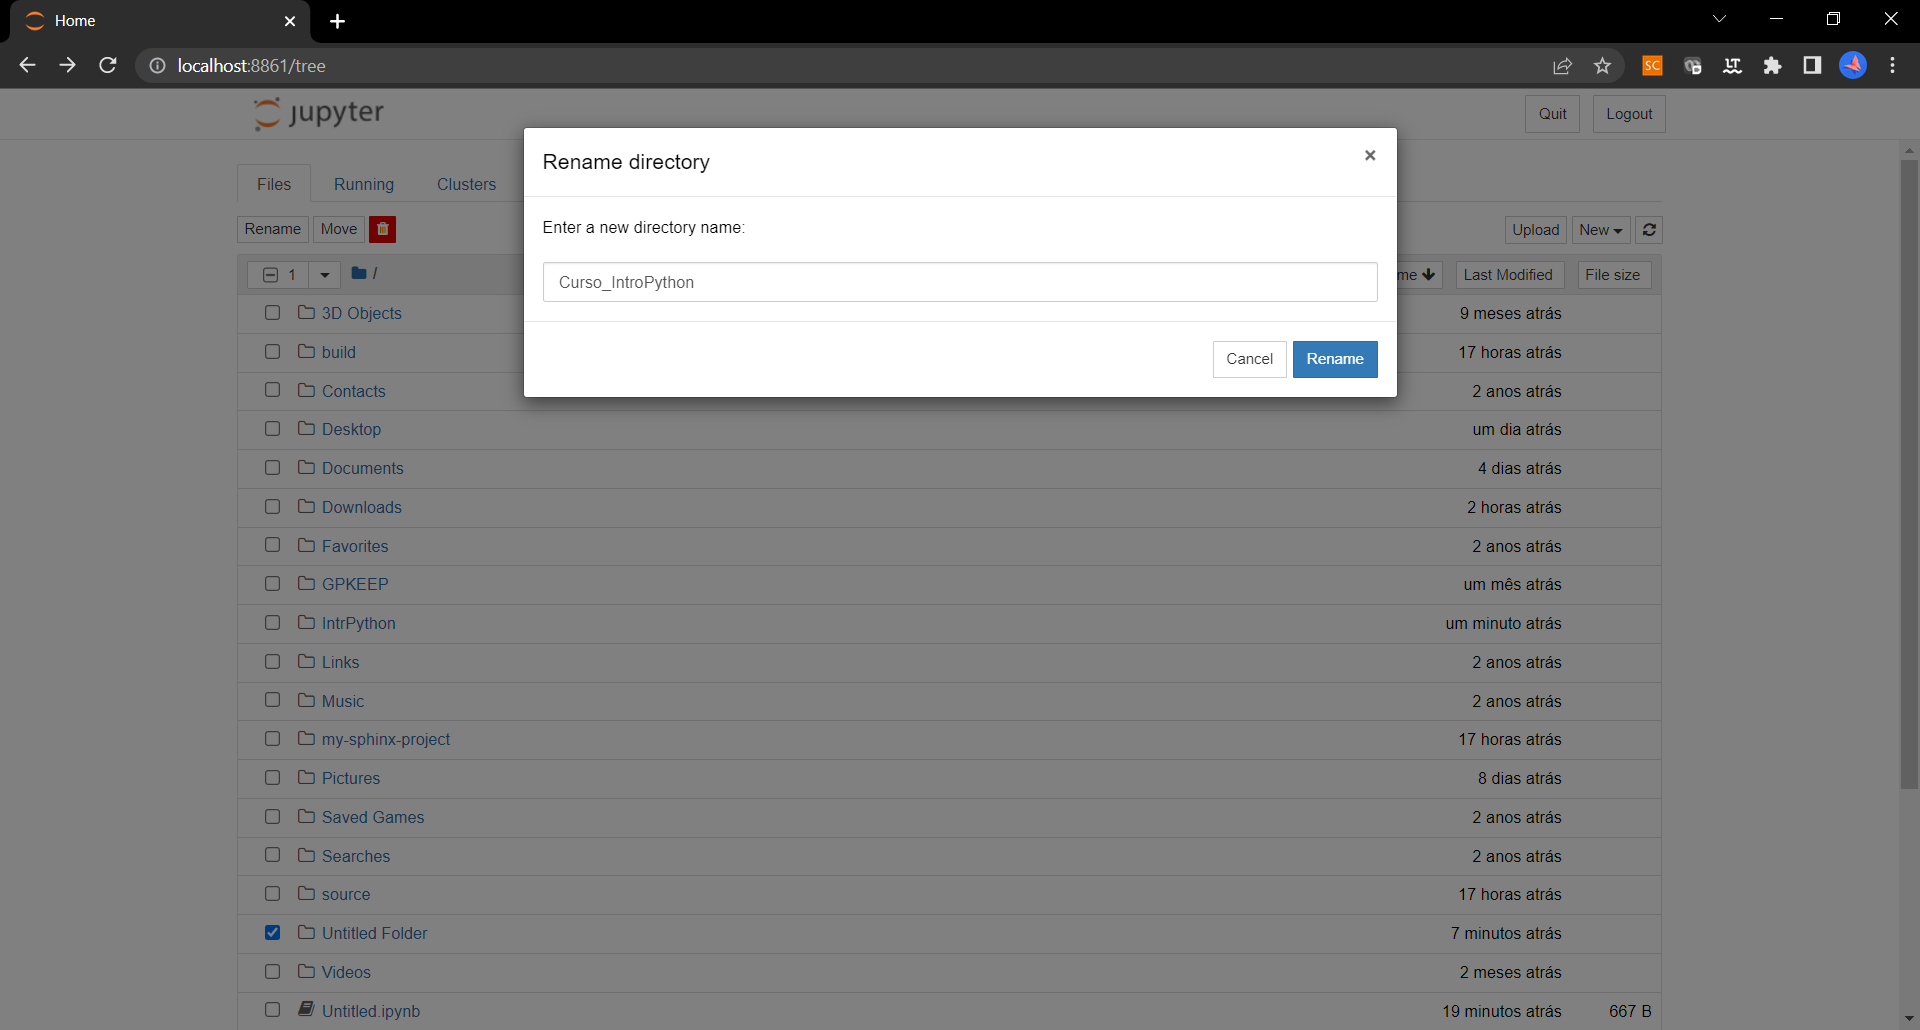 Home
localhost:8861/tree
SC
jupyter
Quit
Logout
Rename directory
×
Files
Running
Clusters
Enter a new directory name:
Rename
Move
Upload
New
Curso_IntroPython
1
/
me
Last Modified
File size
3D Objects
9 meses atrás
build
17 horas atrás
Cancel
Rename
Contacts
2 anos atrás
Desktop
um dia atrás
Documents
4 dias atrás
Downloads
2 horas atrás
Favorites
2 anos atrás
GPKEEP
um mês atrás
IntrPython
um minuto atrás
Links
2 anos atrás
Music
2 anos atrás
my-sphinx-project
17 horas atrás
Pictures
8 dias atrás
Saved Games
2 anos atrás
Searches
2 anos atrás
source
17 horas atrás
Untitled Folder
7 minutos atrás
Videos
2 meses atrás
Untitled.ipynb
19 minutos atrás
667 B